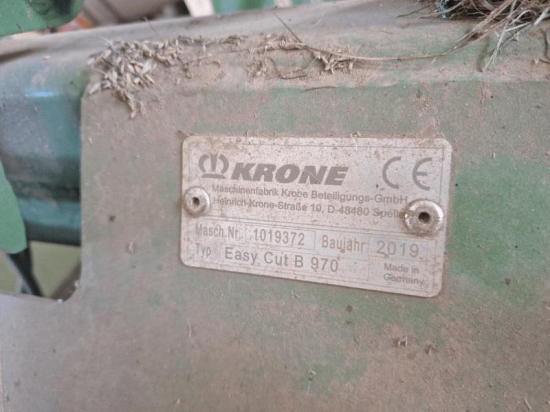 KRONE CE
Maschinenfabrik Krone Beteiligungs-GmbH
Heinrich-Krone-Straße 10, D-48480 Spelle
Masch.Nr. 1019372 Baujahr 2019
Typ Easy Cut B 970 Made in
Germany